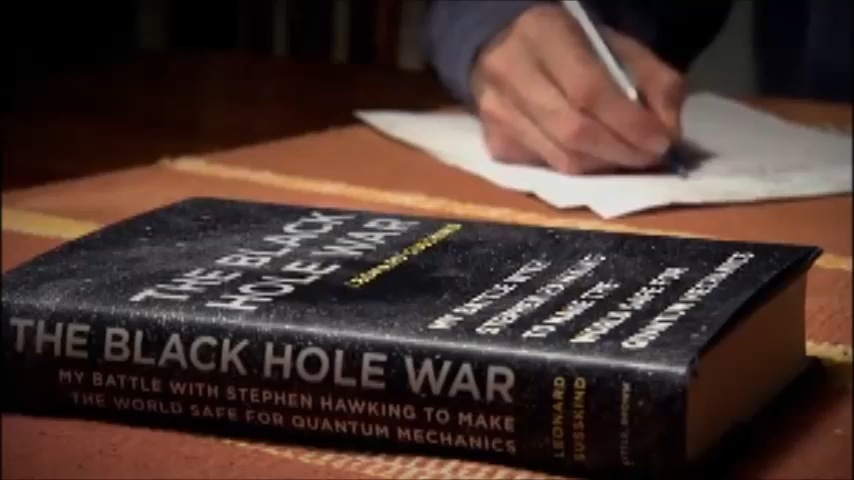 THE BLACK
HOLE WAR
LEONARD SUSSKIND
MY BATTLE WITH
STEPHEN HAWKING
TO MAKE THE
WORLD SAFE FOR
QUANTUM MECHANICS
THE BLACK HOLE WAR
MY BATTLE WITH STEPHEN HAWKING TO MAKE
THE WORLD SAFE FOR QUANTUM MECHANICS
LEONARD
SUSSKIND
LITTLE, BROWN